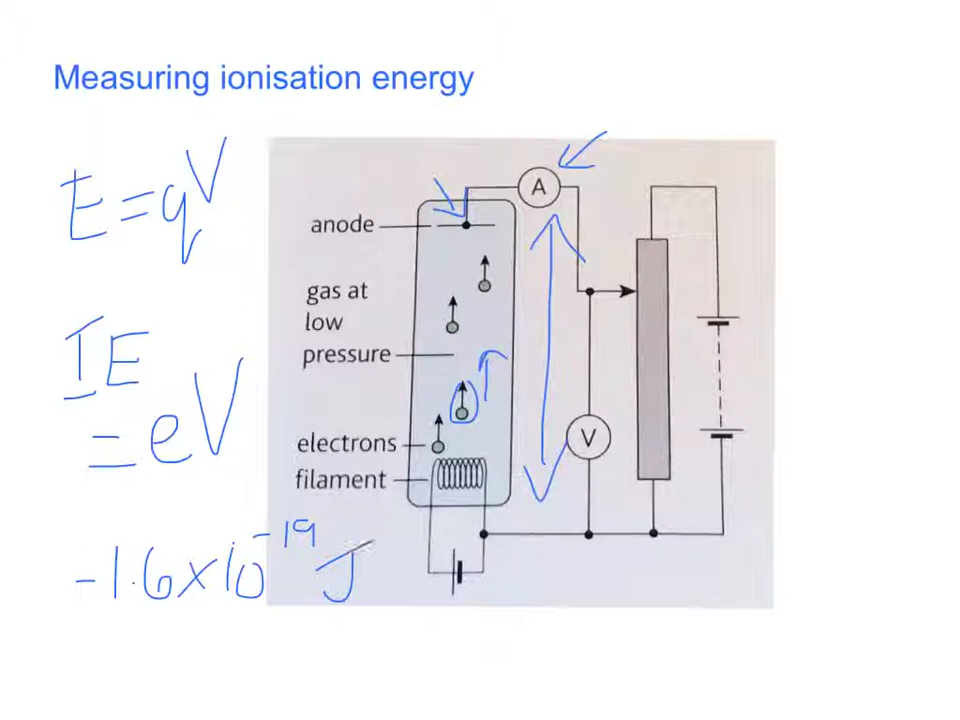 Measuring ionisation energy
E = qV
IE
= eV
-1.6×10⁻¹⁹ J
anode
gas at
low
pressure
electrons
filament
A
V